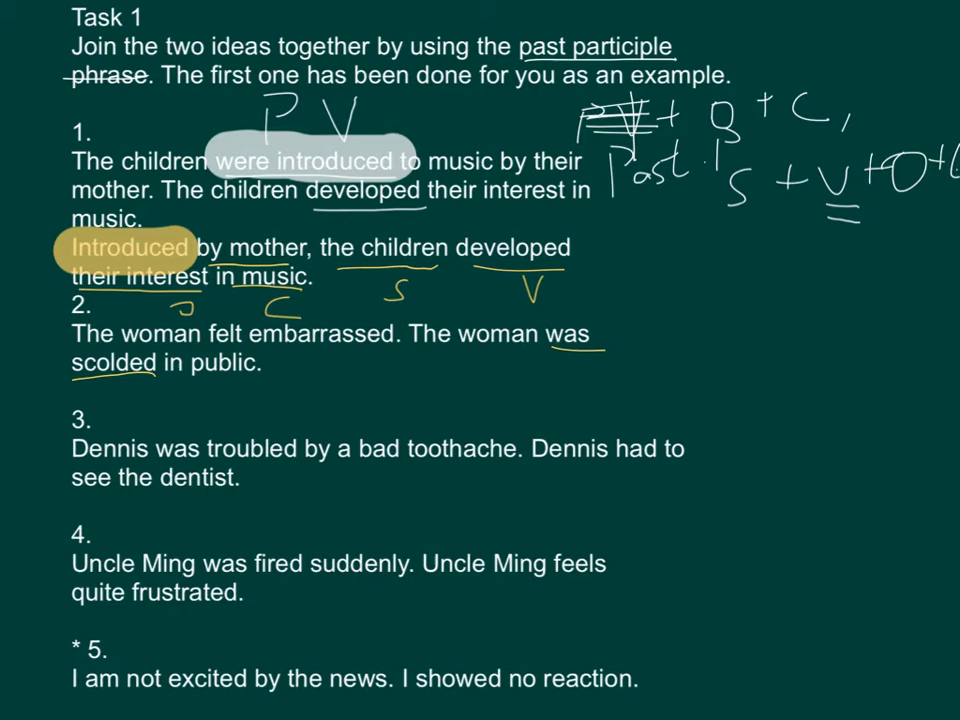 Task 1
Join the two ideas together by using the past participle
phrase. The first one has been done for you as an example.
P V
+ O + C,
Past P
S + V + O + C
1.
The children were introduced to music by their
mother. The children developed their interest in
music.
Introduced by mother, the children developed
their interest in music.
S V
O C
2.
The woman felt embarrassed. The woman was
scolded in public.
3.
Dennis was troubled by a bad toothache. Dennis had to
see the dentist.
4.
Uncle Ming was fired suddenly. Uncle Ming feels
quite frustrated.
* 5.
I am not excited by the news. I showed no reaction.